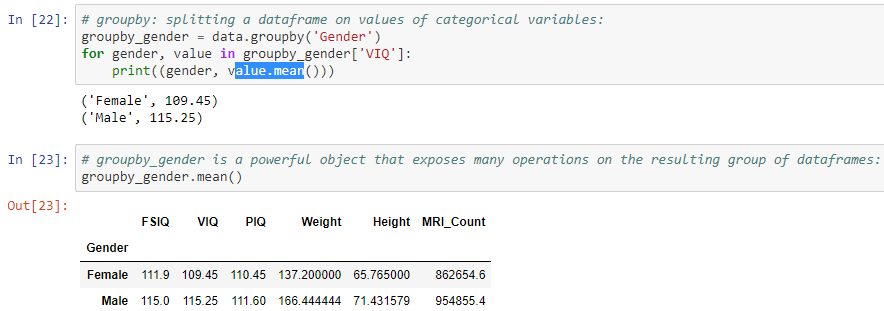 In [22]: # groupby: splitting a dataframe on values of categorical variables:
groupby_gender = data.groupby('Gender')
for gender, value in groupby_gender['VIQ']:
    print((gender, value.mean()))
('Female', 109.45)
('Male', 115.25)
In [23]: # groupby_gender is a powerful object that exposes many operations on the resulting group of dataframes:
groupby_gender.mean()
Out[23]:
FSIQ VIQ PIQ Weight Height MRI_Count
Gender
Female 111.9 109.45 110.45 137.200000 65.765000 862654.6
Male 115.0 115.25 111.60 166.444444 71.431579 954855.4